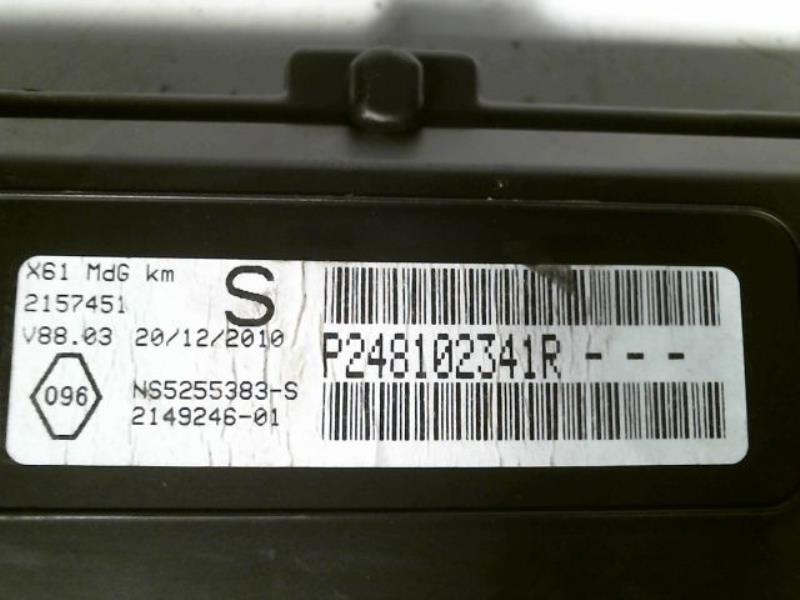 X61 MdG km
S
2157451
V88.03 20/12/2010
096
NS5255383-S
2149246-01
P248102341R - - -